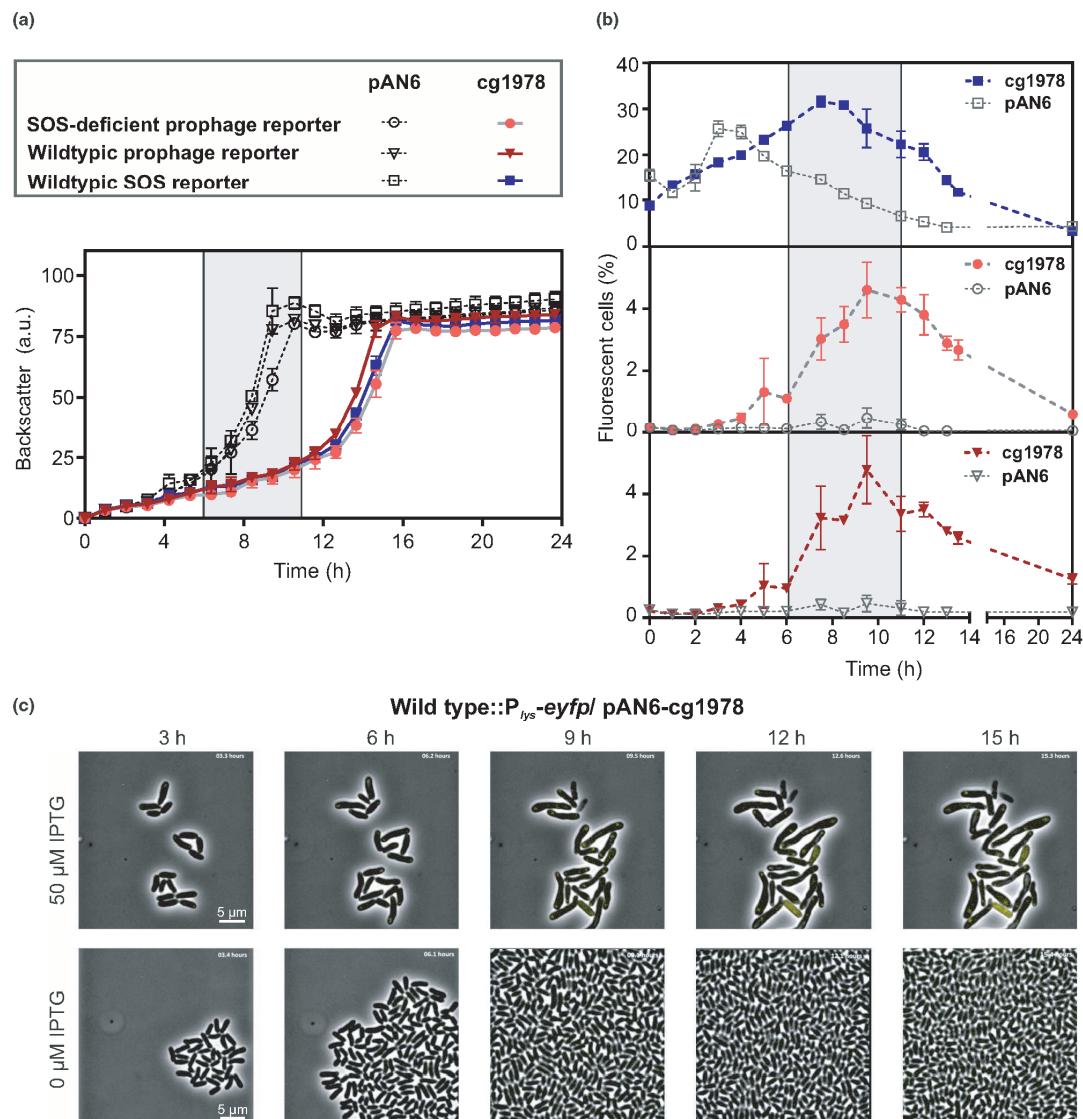 (a)
pAN6 cg1978
SOS-deficient prophage reporter
Wildtypic prophage reporter
Wildtypic SOS reporter
100
75
50
25
0
Backscatter (a.u.)
0 4 8 12 16 20 24
Time (h)
(b)
40
30
20
10
0
cg1978
pAN6
4
2
0
cg1978
pAN6
4
2
0
cg1978
pAN6
Fluorescent cells (%)
0 2 4 6 8 10 12 14 16 20 24
Time (h)
(c)
Wild type::Plys-eyfp/ pAN6-cg1978
3 h 6 h 9 h 12 h 15 h
50 µM IPTG
03.3 hours 06.2 hours 09.5 hours 12.6 hours 15.3 hours
5 µm 5 µm
0 µM IPTG
03.4 hours 06.1 hours
5 µm 5 µm